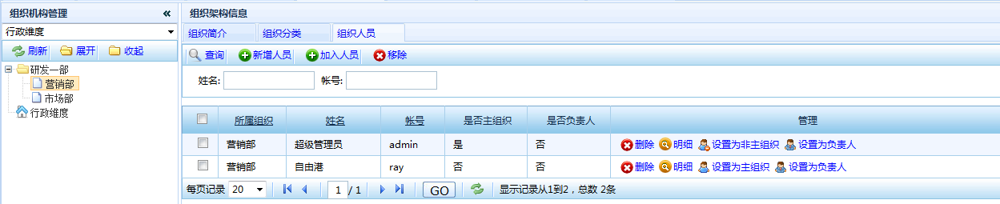 组织机构管理 «
行政维度
刷新 展开 收起
研发一部
营销部
市场部
行政维度
组织架构信息
组织简介 组织分类 组织人员
查询 新增人员 加入人员 移除
姓名: 帐号:
所属组织 姓名 帐号 是否主组织 是否负责人 管理
营销部 超级管理员 admin 是 否 删除 明细 设置为非主组织 设置为负责人
营销部 自由港 ray 否 否 删除 明细 设置为主组织 设置为负责人
每页记录 20 1 / 1 GO 显示记录从1到2，总数 2条